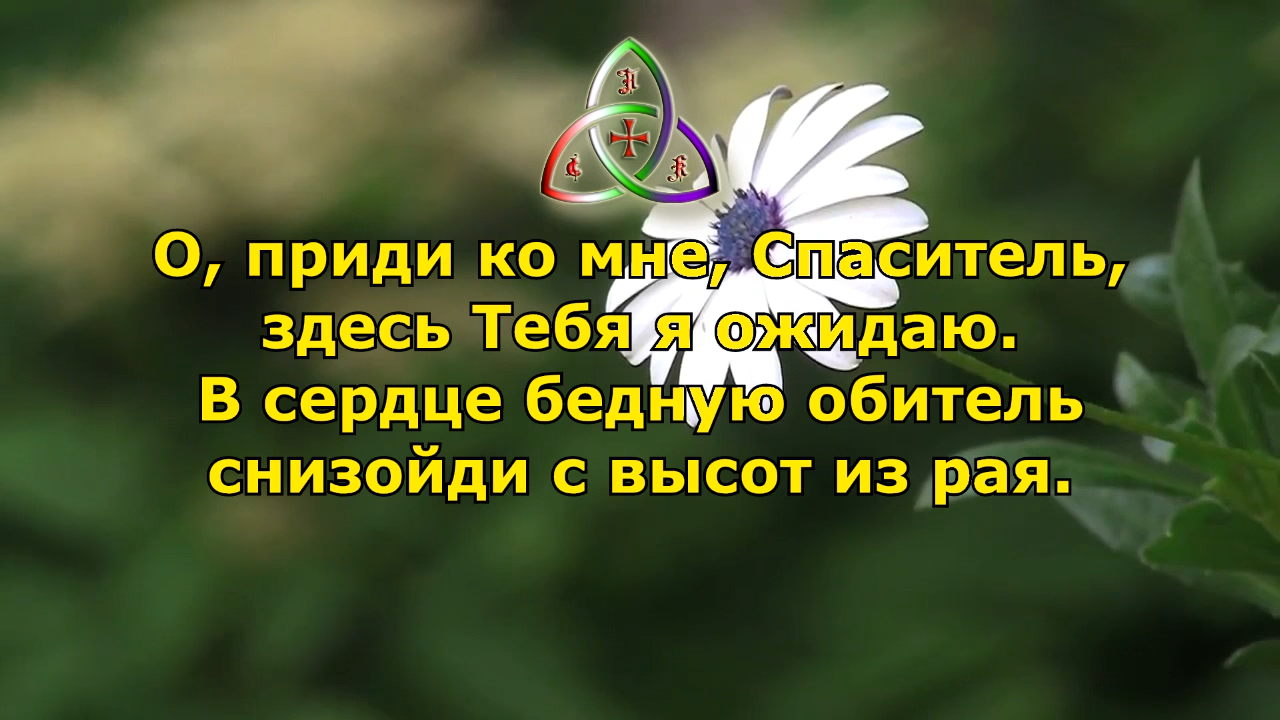 О, приди ко мне, Спаситель,
здесь Тебя я ожидаю.
В сердце бедную обитель
снизойди с высот из рая.